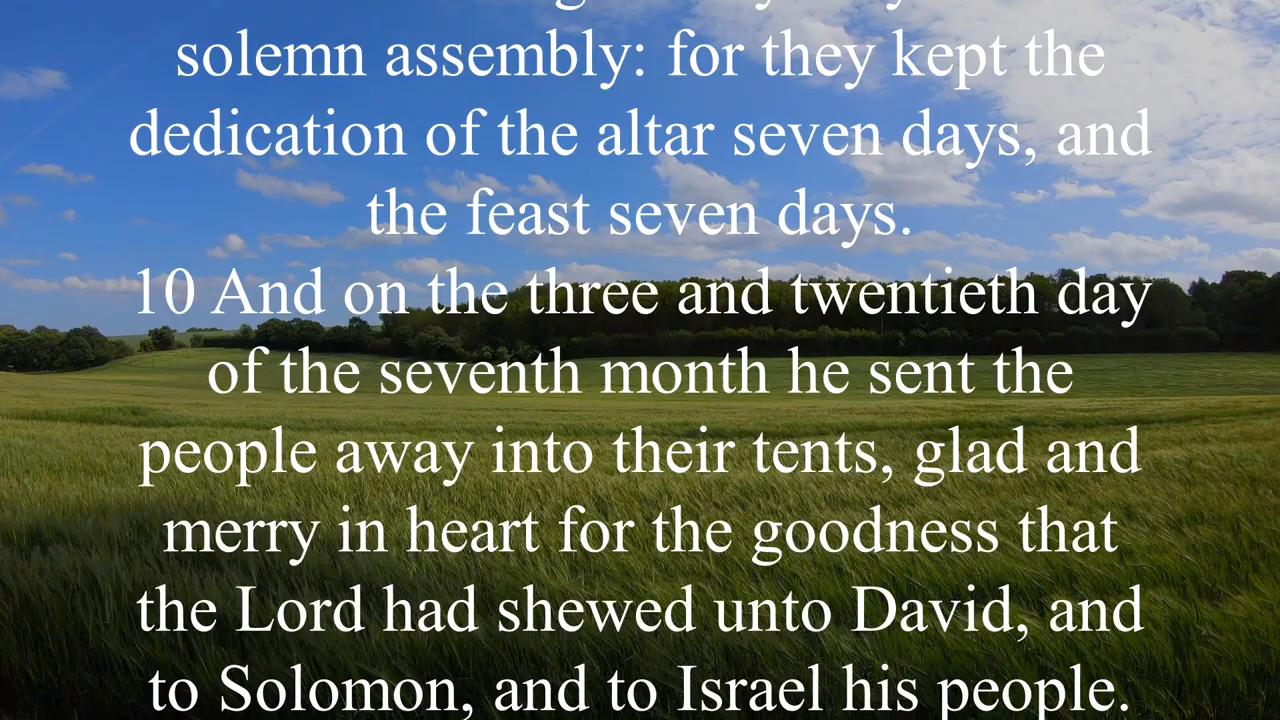 solemn assembly: for they kept the
dedication of the altar seven days, and
the feast seven days.
10 And on the three and twentieth day
of the seventh month he sent the
people away into their tents, glad and
merry in heart for the goodness that
the Lord had shewed unto David, and
to Solomon, and to Israel his people.